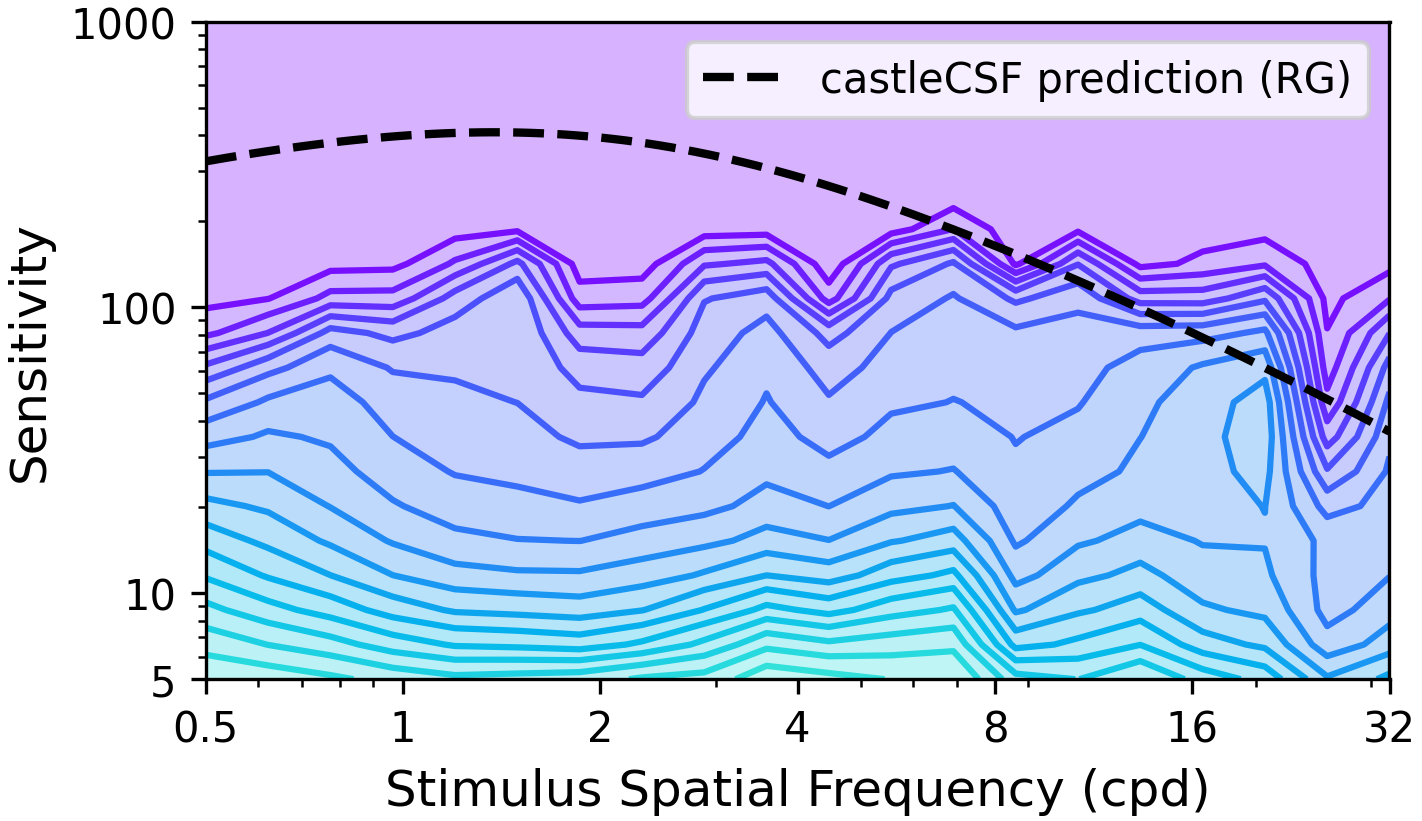 1000
100
10
5
Sensitivity
castleCSF prediction (RG)
0.5 1 2 4 8 16 32
Stimulus Spatial Frequency (cpd)